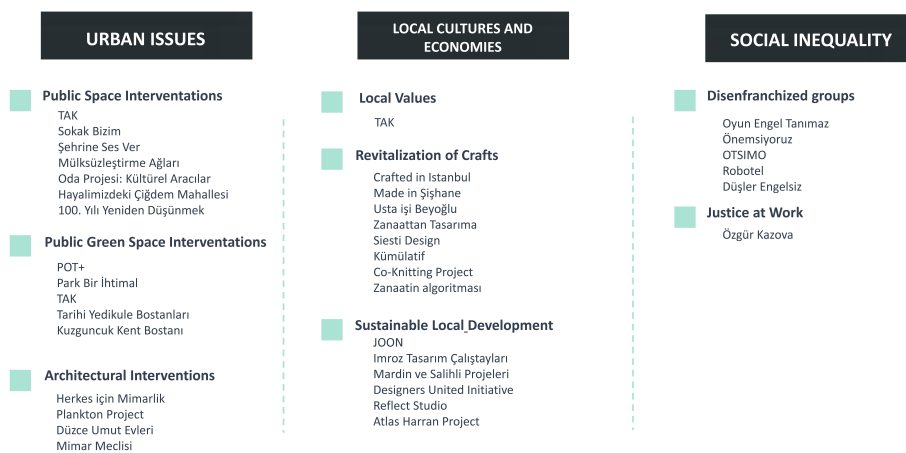 URBAN ISSUES
Public Space Interventations
TAK
Sokak Bizim
Şehrine Ses Ver
Mülksüzleştirme Ağları
Oda Projesi: Kültürel Aracılar
Hayalimizdeki Çiğdem Mahallesi
100. Yılı Yeniden Düşünmek
Public Green Space Interventations
POT+
Park Bir İhtimal
TAK
Tarihi Yedikule Bostanları
Kuzguncuk Kent Bostanı
Architectural Interventions
Herkes için Mimarlik
Plankton Project
Düzce Umut Evleri
Mimar Meclisi
LOCAL CULTURES AND
ECONOMIES
Local Values
TAK
Revitalization of Crafts
Crafted in Istanbul
Made in Şişhane
Usta işi Beyoğlu
Zanaattan Tasarıma
Siesti Design
Kümülatif
Co-Knitting Project
Zanaatin algoritması
Sustainable Local Development
JOON
Imroz Tasarım Çalıştayları
Mardin ve Salihli Projeleri
Designers United Initiative
Reflect Studio
Atlas Harran Project
SOCIAL INEQUALITY
Disenfranchized groups
Oyun Engel Tanımaz
Önemsiyoruz
OTSIMO
Robotel
Düşler Engelsiz
Justice at Work
Özgür Kazova